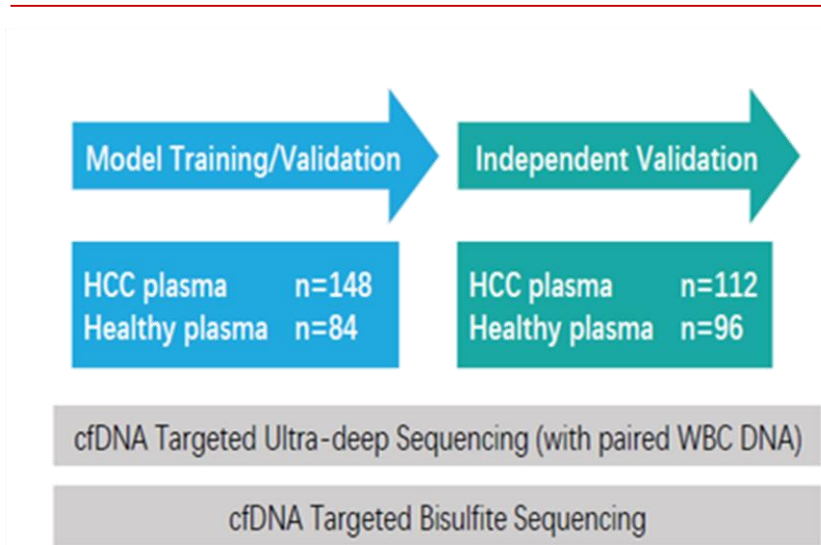 Model Training/Validation
Independent Validation
HCC plasma n=148
Healthy plasma n=84
HCC plasma n=112
Healthy plasma n=96
cfDNA Targeted Ultra-deep Sequencing (with paired WBC DNA)
cfDNA Targeted Bisulfite Sequencing